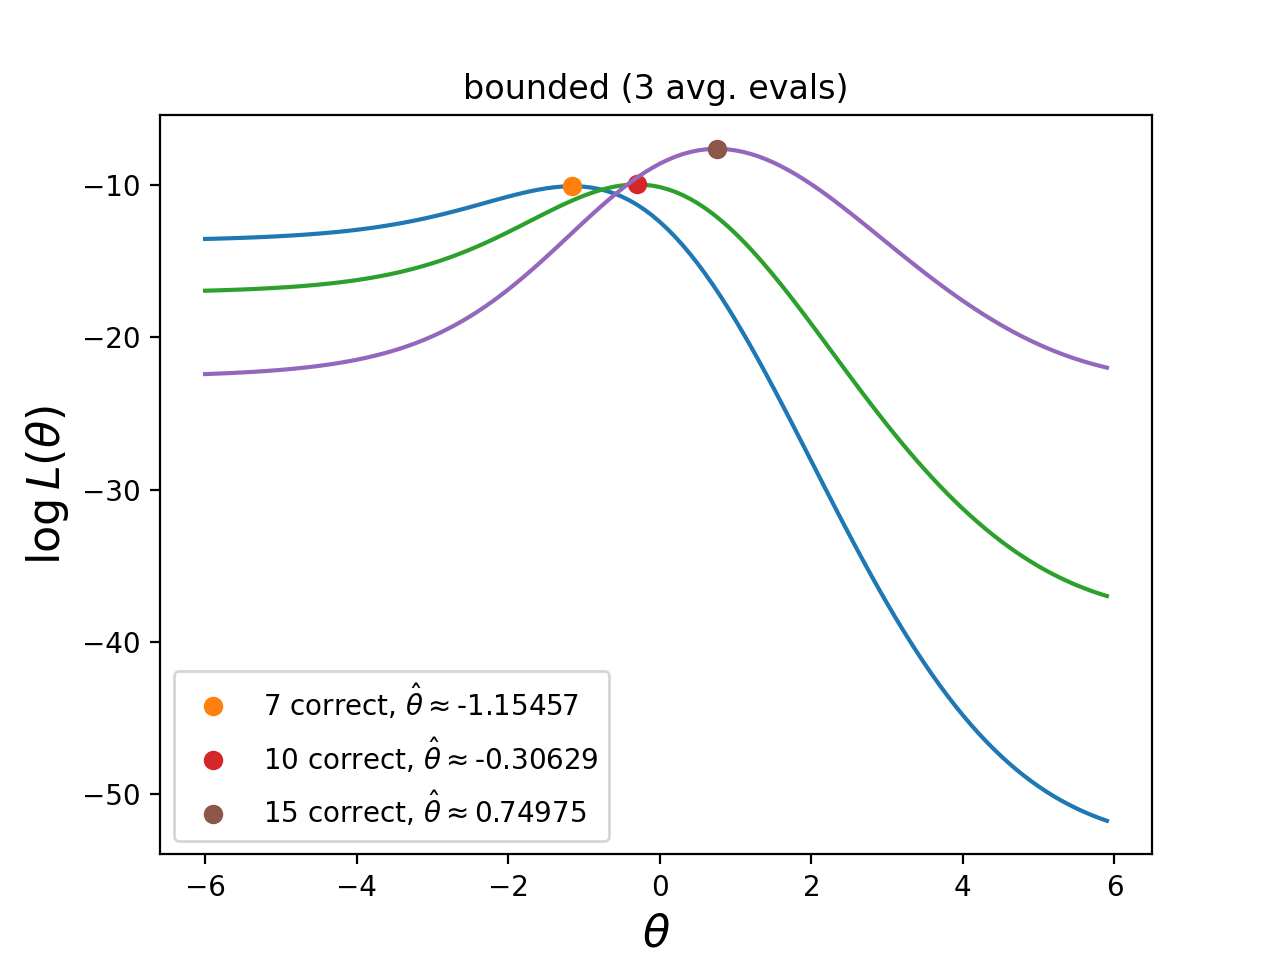 bounded (3 avg. evals)
log L(θ)
−10
−20
−30
−40
−50
7 correct, θ̂ ≈ -1.15457
10 correct, θ̂ ≈ -0.30629
15 correct, θ̂ ≈ 0.74975
−6 −4 −2 0 2 4 6
θ